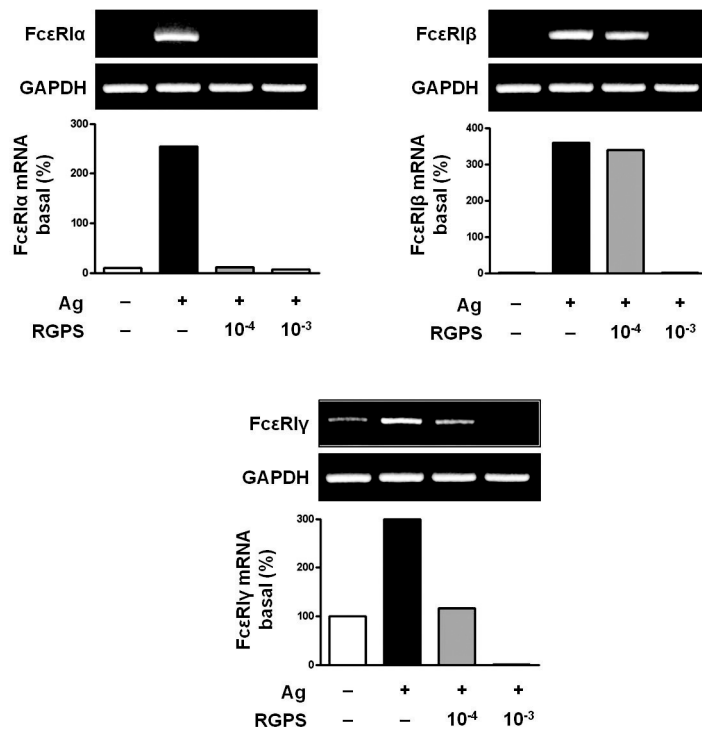 FcεRIα
GAPDH
FcεRIα mRNA
basal (%)
300
200
100
0
Ag – + + +
RGPS – – 10⁻⁴ 10⁻³
FcεRIβ
GAPDH
FcεRIβ mRNA
basal (%)
400
300
200
100
0
Ag – + + +
RGPS – – 10⁻⁴ 10⁻³
FcεRIγ
GAPDH
FcεRIγ mRNA
basal (%)
300
200
100
0
Ag – + + +
RGPS – – 10⁻⁴ 10⁻³